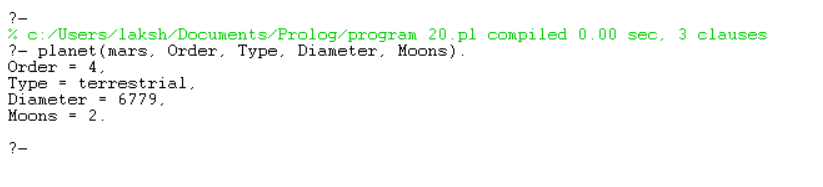 ?-
% c:/Users/laksh/Documents/Prolog/program 20.pl compiled 0.00 sec, 3 clauses
?- planet(mars, Order, Type, Diameter, Moons).
Order = 4,
Type = terrestrial,
Diameter = 6779,
Moons = 2.
?-